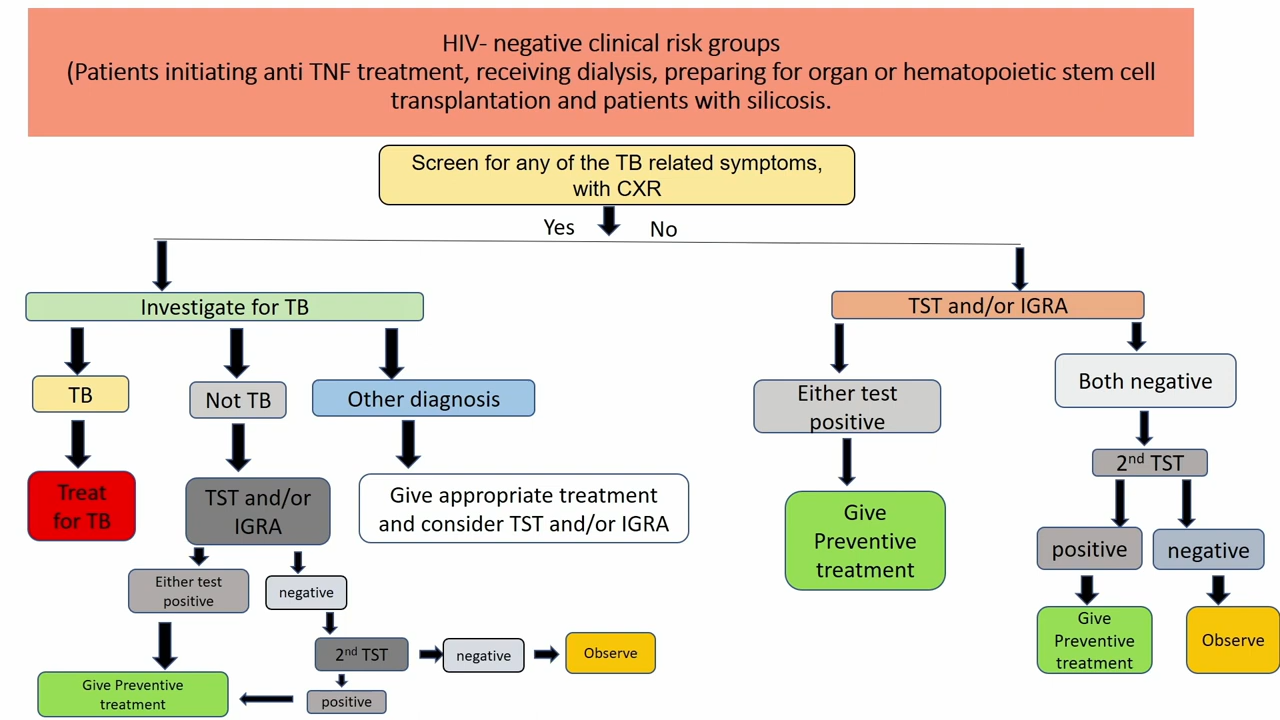 HIV- negative clinical risk groups
(Patients initiating anti TNF treatment, receiving dialysis, preparing for organ or hematopoietic stem cell
transplantation and patients with silicosis.
Screen for any of the TB related symptoms,
with CXR
Yes
No
Investigate for TB
TST and/or IGRA
TB
Not TB
Other diagnosis
Either test
positive
Both negative
2nd TST
Treat
for TB
TST and/or
IGRA
Give appropriate treatment
and consider TST and/or IGRA
Give
Preventive
treatment
positive
negative
Either test
positive
negative
Give
Preventive
treatment
Observe
2nd TST
negative
Observe
Give Preventive
treatment
positive